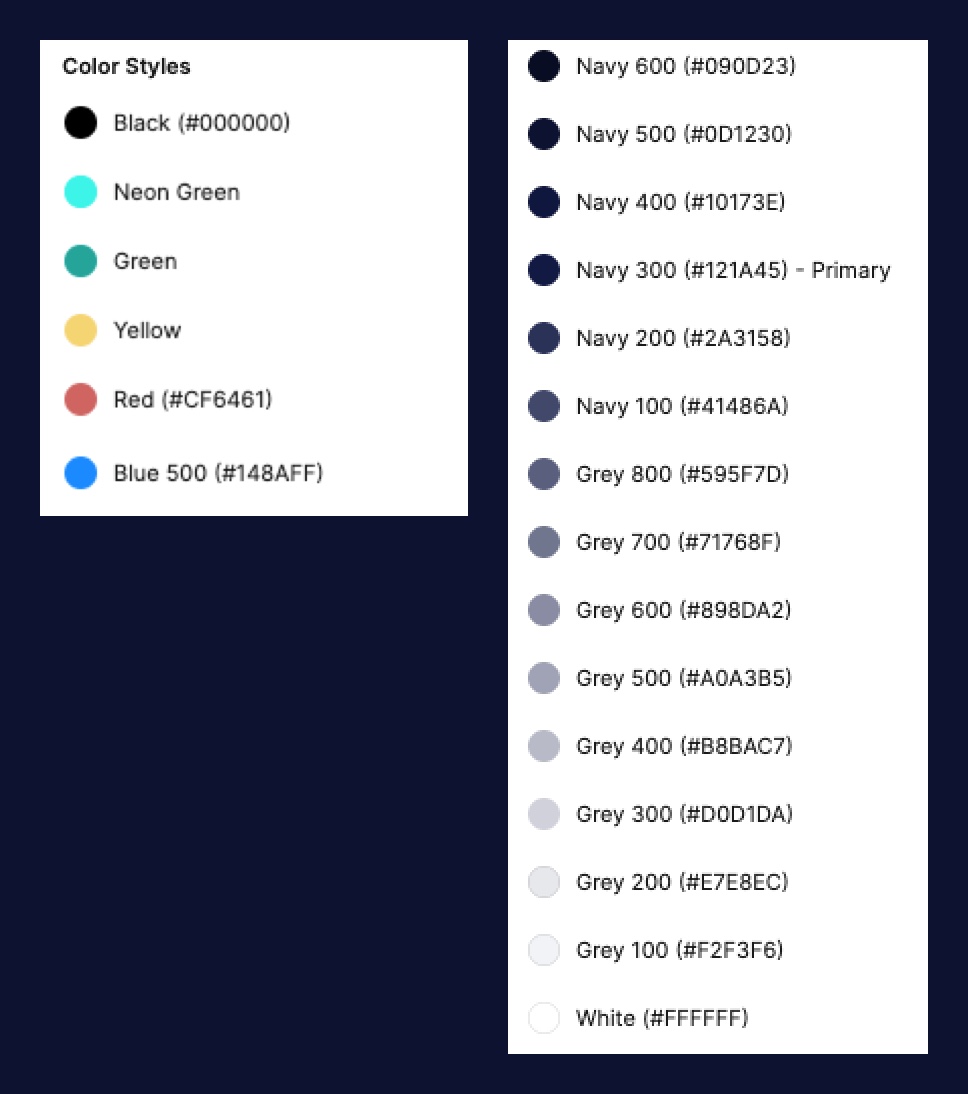 Color Styles
Black (#000000)
Neon Green
Green
Yellow
Red (#CF6461)
Blue 500 (#148AFF)
Navy 600 (#090D23)
Navy 500 (#0D1230)
Navy 400 (#10173E)
Navy 300 (#121A45) - Primary
Navy 200 (#2A3158)
Navy 100 (#41486A)
Grey 800 (#595F7D)
Grey 700 (#71768F)
Grey 600 (#898DA2)
Grey 500 (#A0A3B5)
Grey 400 (#B8BAC7)
Grey 300 (#D0D1DA)
Grey 200 (#E7E8EC)
Grey 100 (#F2F3F6)
White (#FFFFFF)